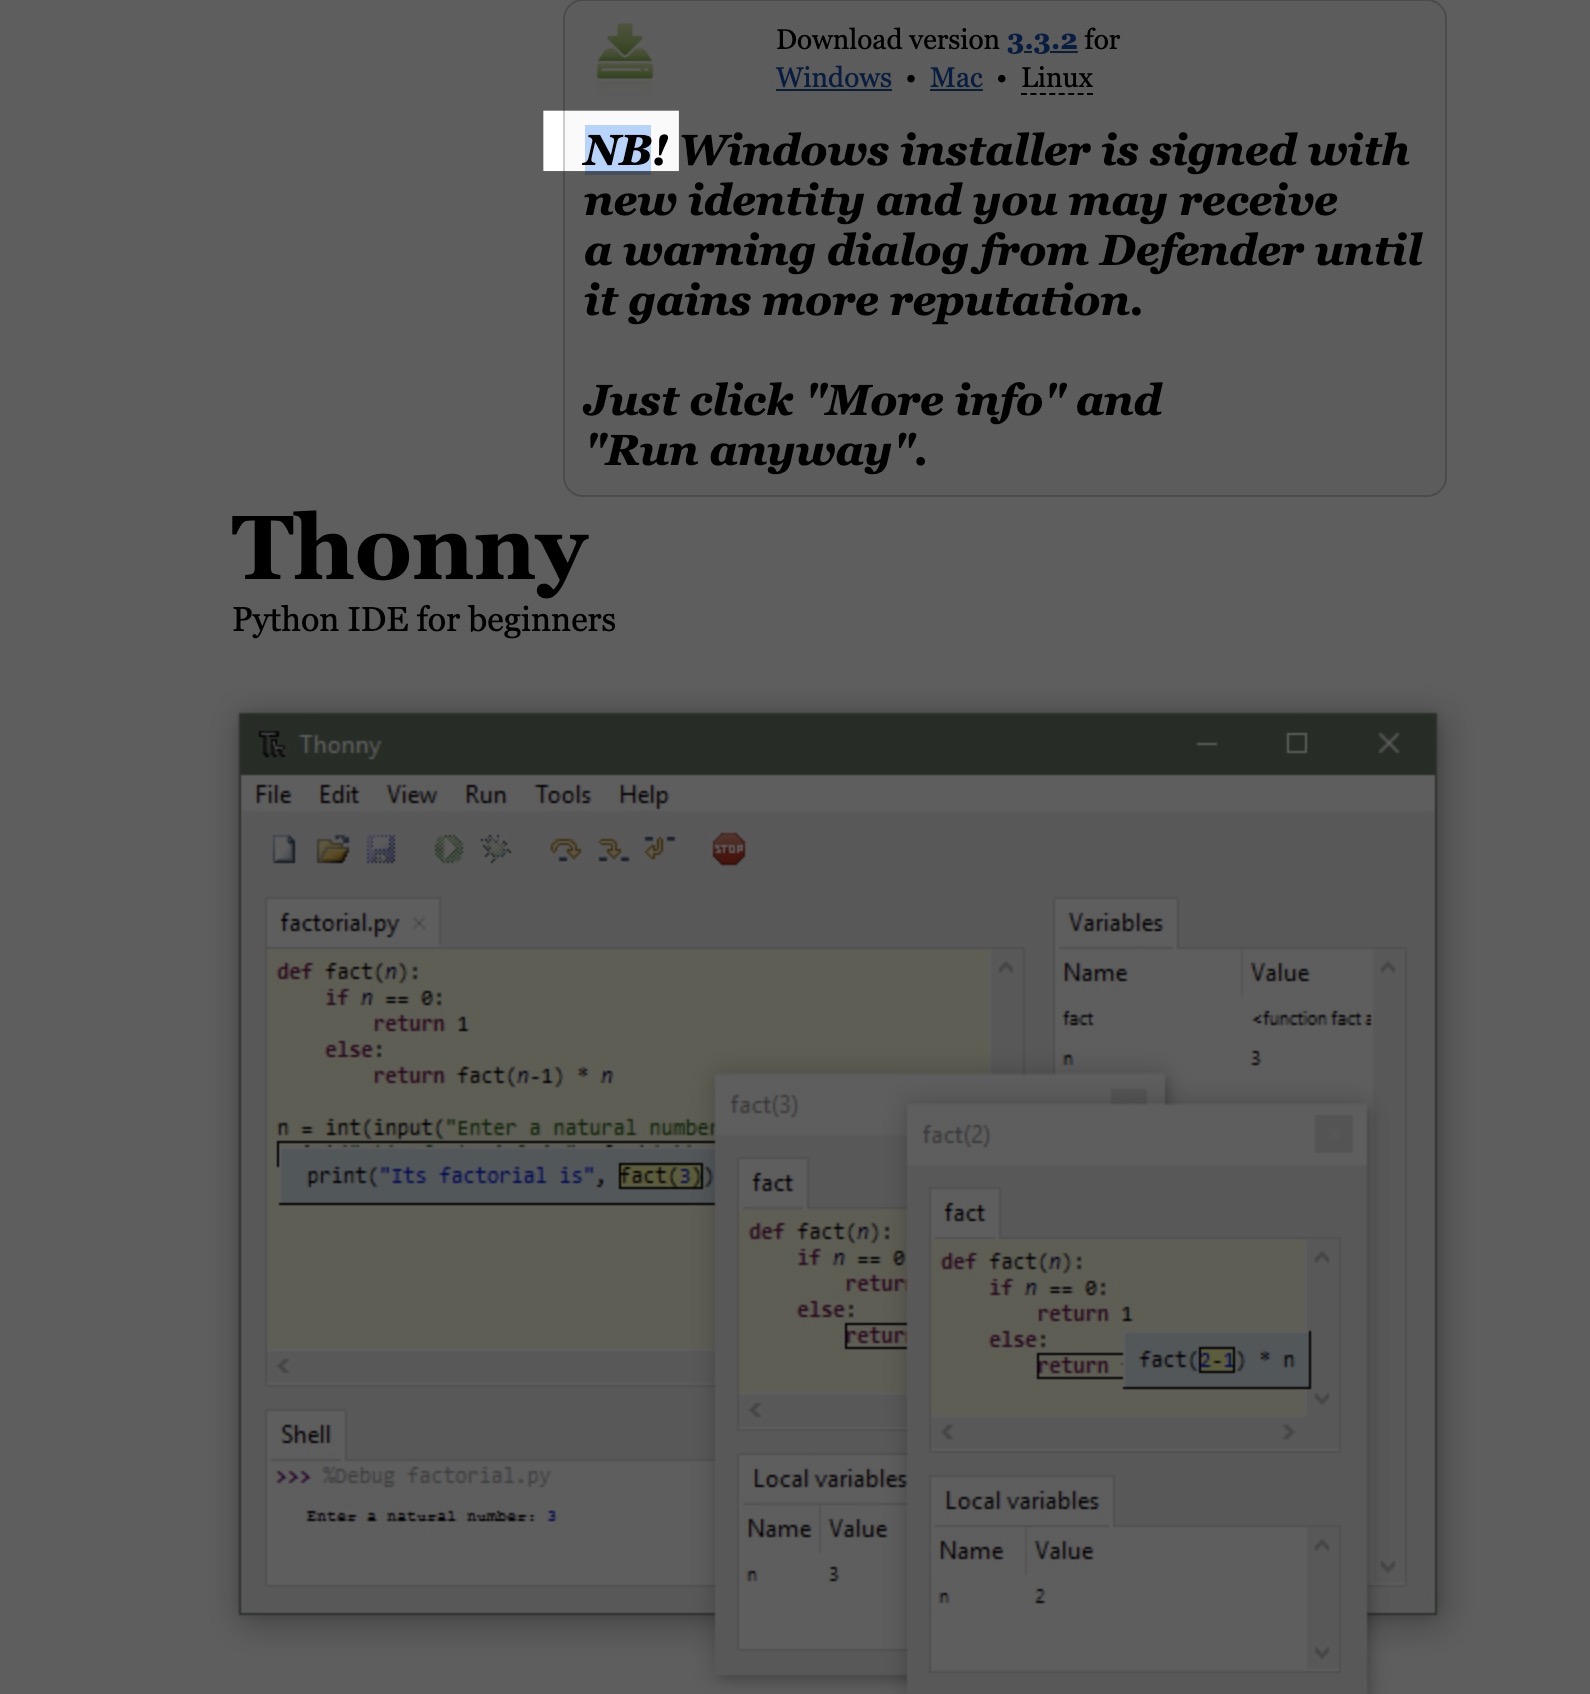 Download version 3.3.2 for
Windows • Mac • Linux
NB! Windows installer is signed with
new identity and you may receive
a warning dialog from Defender until
it gains more reputation.
Just click "More info" and
"Run anyway".
Thonny
Python IDE for beginners
Thonny
File Edit View Run Tools Help
STOP
factorial.py
def fact(n):
    if n == 0:
        return 1
    else:
        return fact(n-1) * n
n = int(input("Enter a natural number
print("Its factorial is", fact(3))
Variables
Name Value
fact <function fact a
n 3
fact(3)
fact
def fact(n):
    if n == 0
        retur
    else:
        retur
Local variables
Name Value
n 3
fact(2)
fact
def fact(n):
    if n == 0:
        return 1
    else:
        return fact(2-1) * n
Local variables
Name Value
n 2
Shell
>>> %Debug factorial.py
Enter a natural number: 3